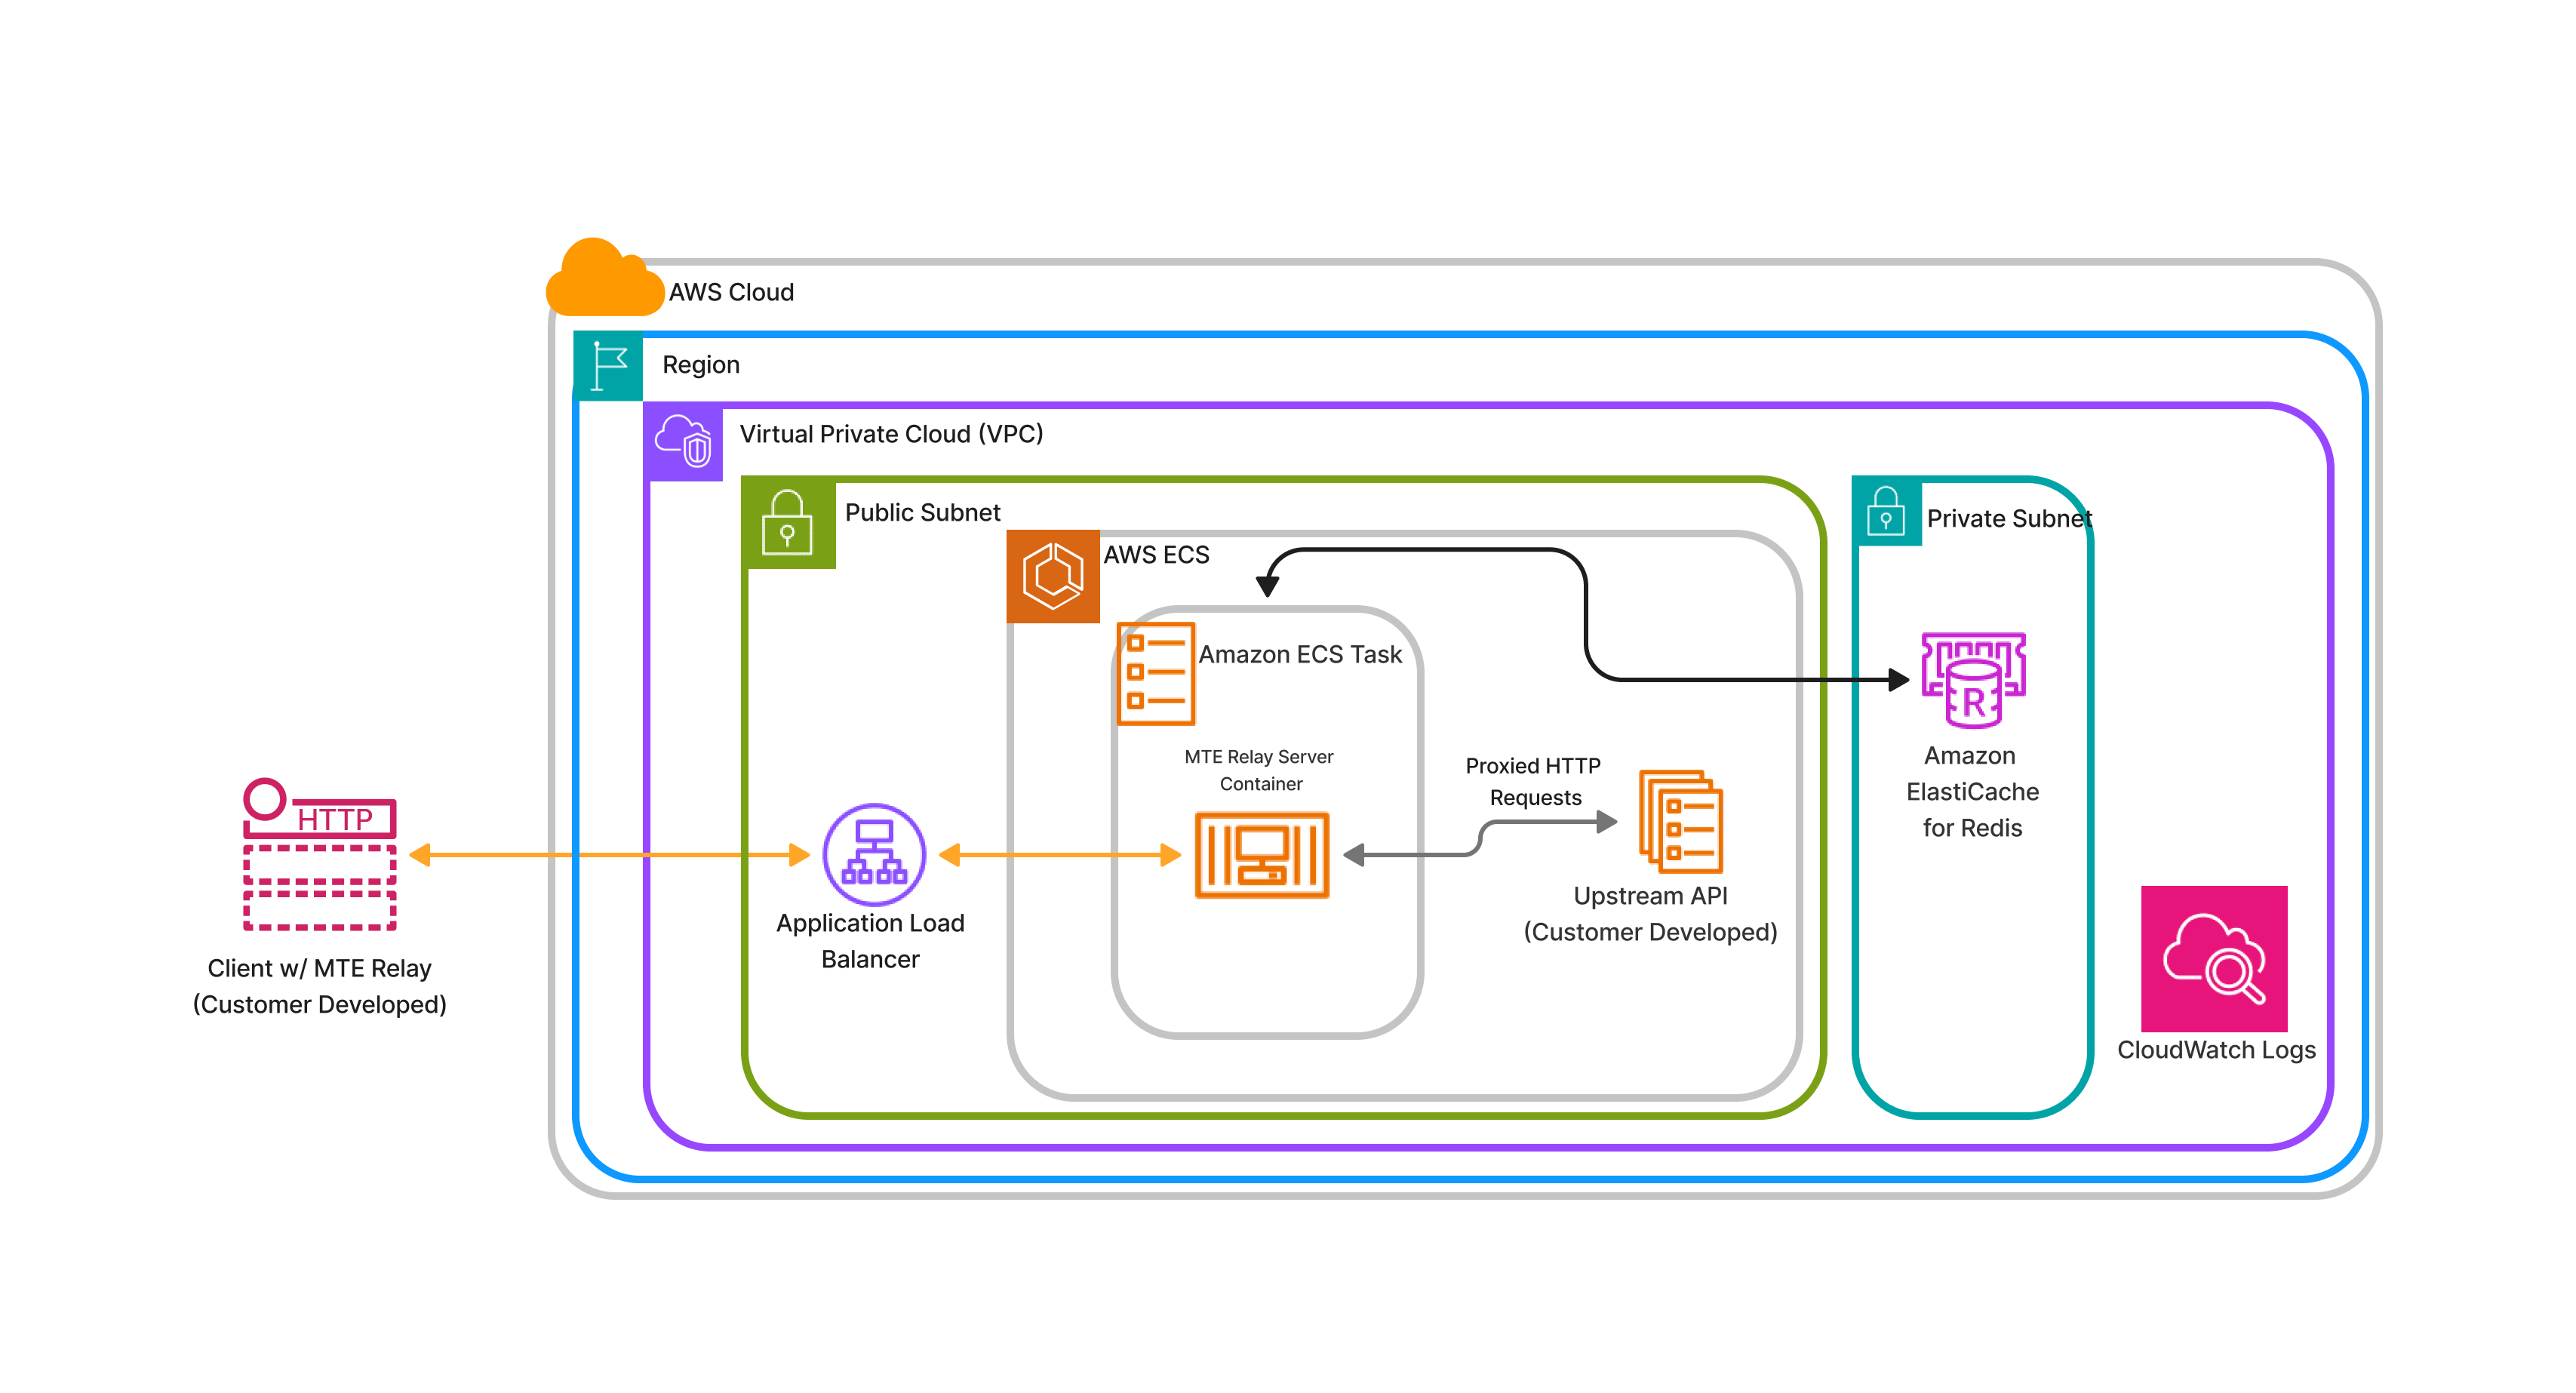 AWS Cloud
Region
Virtual Private Cloud (VPC)
Public Subnet
Private Subnet
AWS ECS
Amazon ECS Task
MTE Relay Server
Container
Proxied HTTP
Requests
HTTP
Client w/ MTE Relay
(Customer Developed)
Application Load
Balancer
Upstream API
(Customer Developed)
R
Amazon
ElastiCache
for Redis
CloudWatch Logs